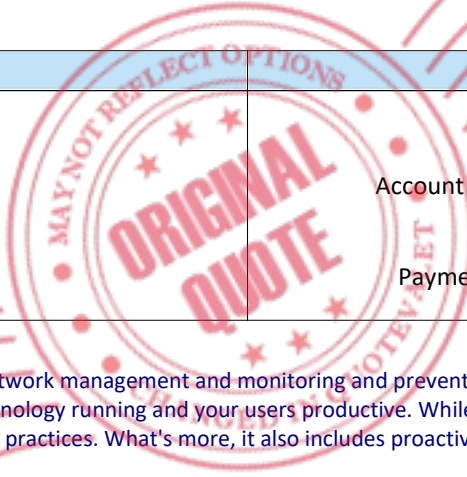 MAY NOT REFLECT OPTIONS
ORIGINAL
QUOTE
CHANGED IN QUOTEVALET
Account
Payme
twork management and monitoring and prevent
nology running and your users productive. While
practices. What's more, it also includes proactiv